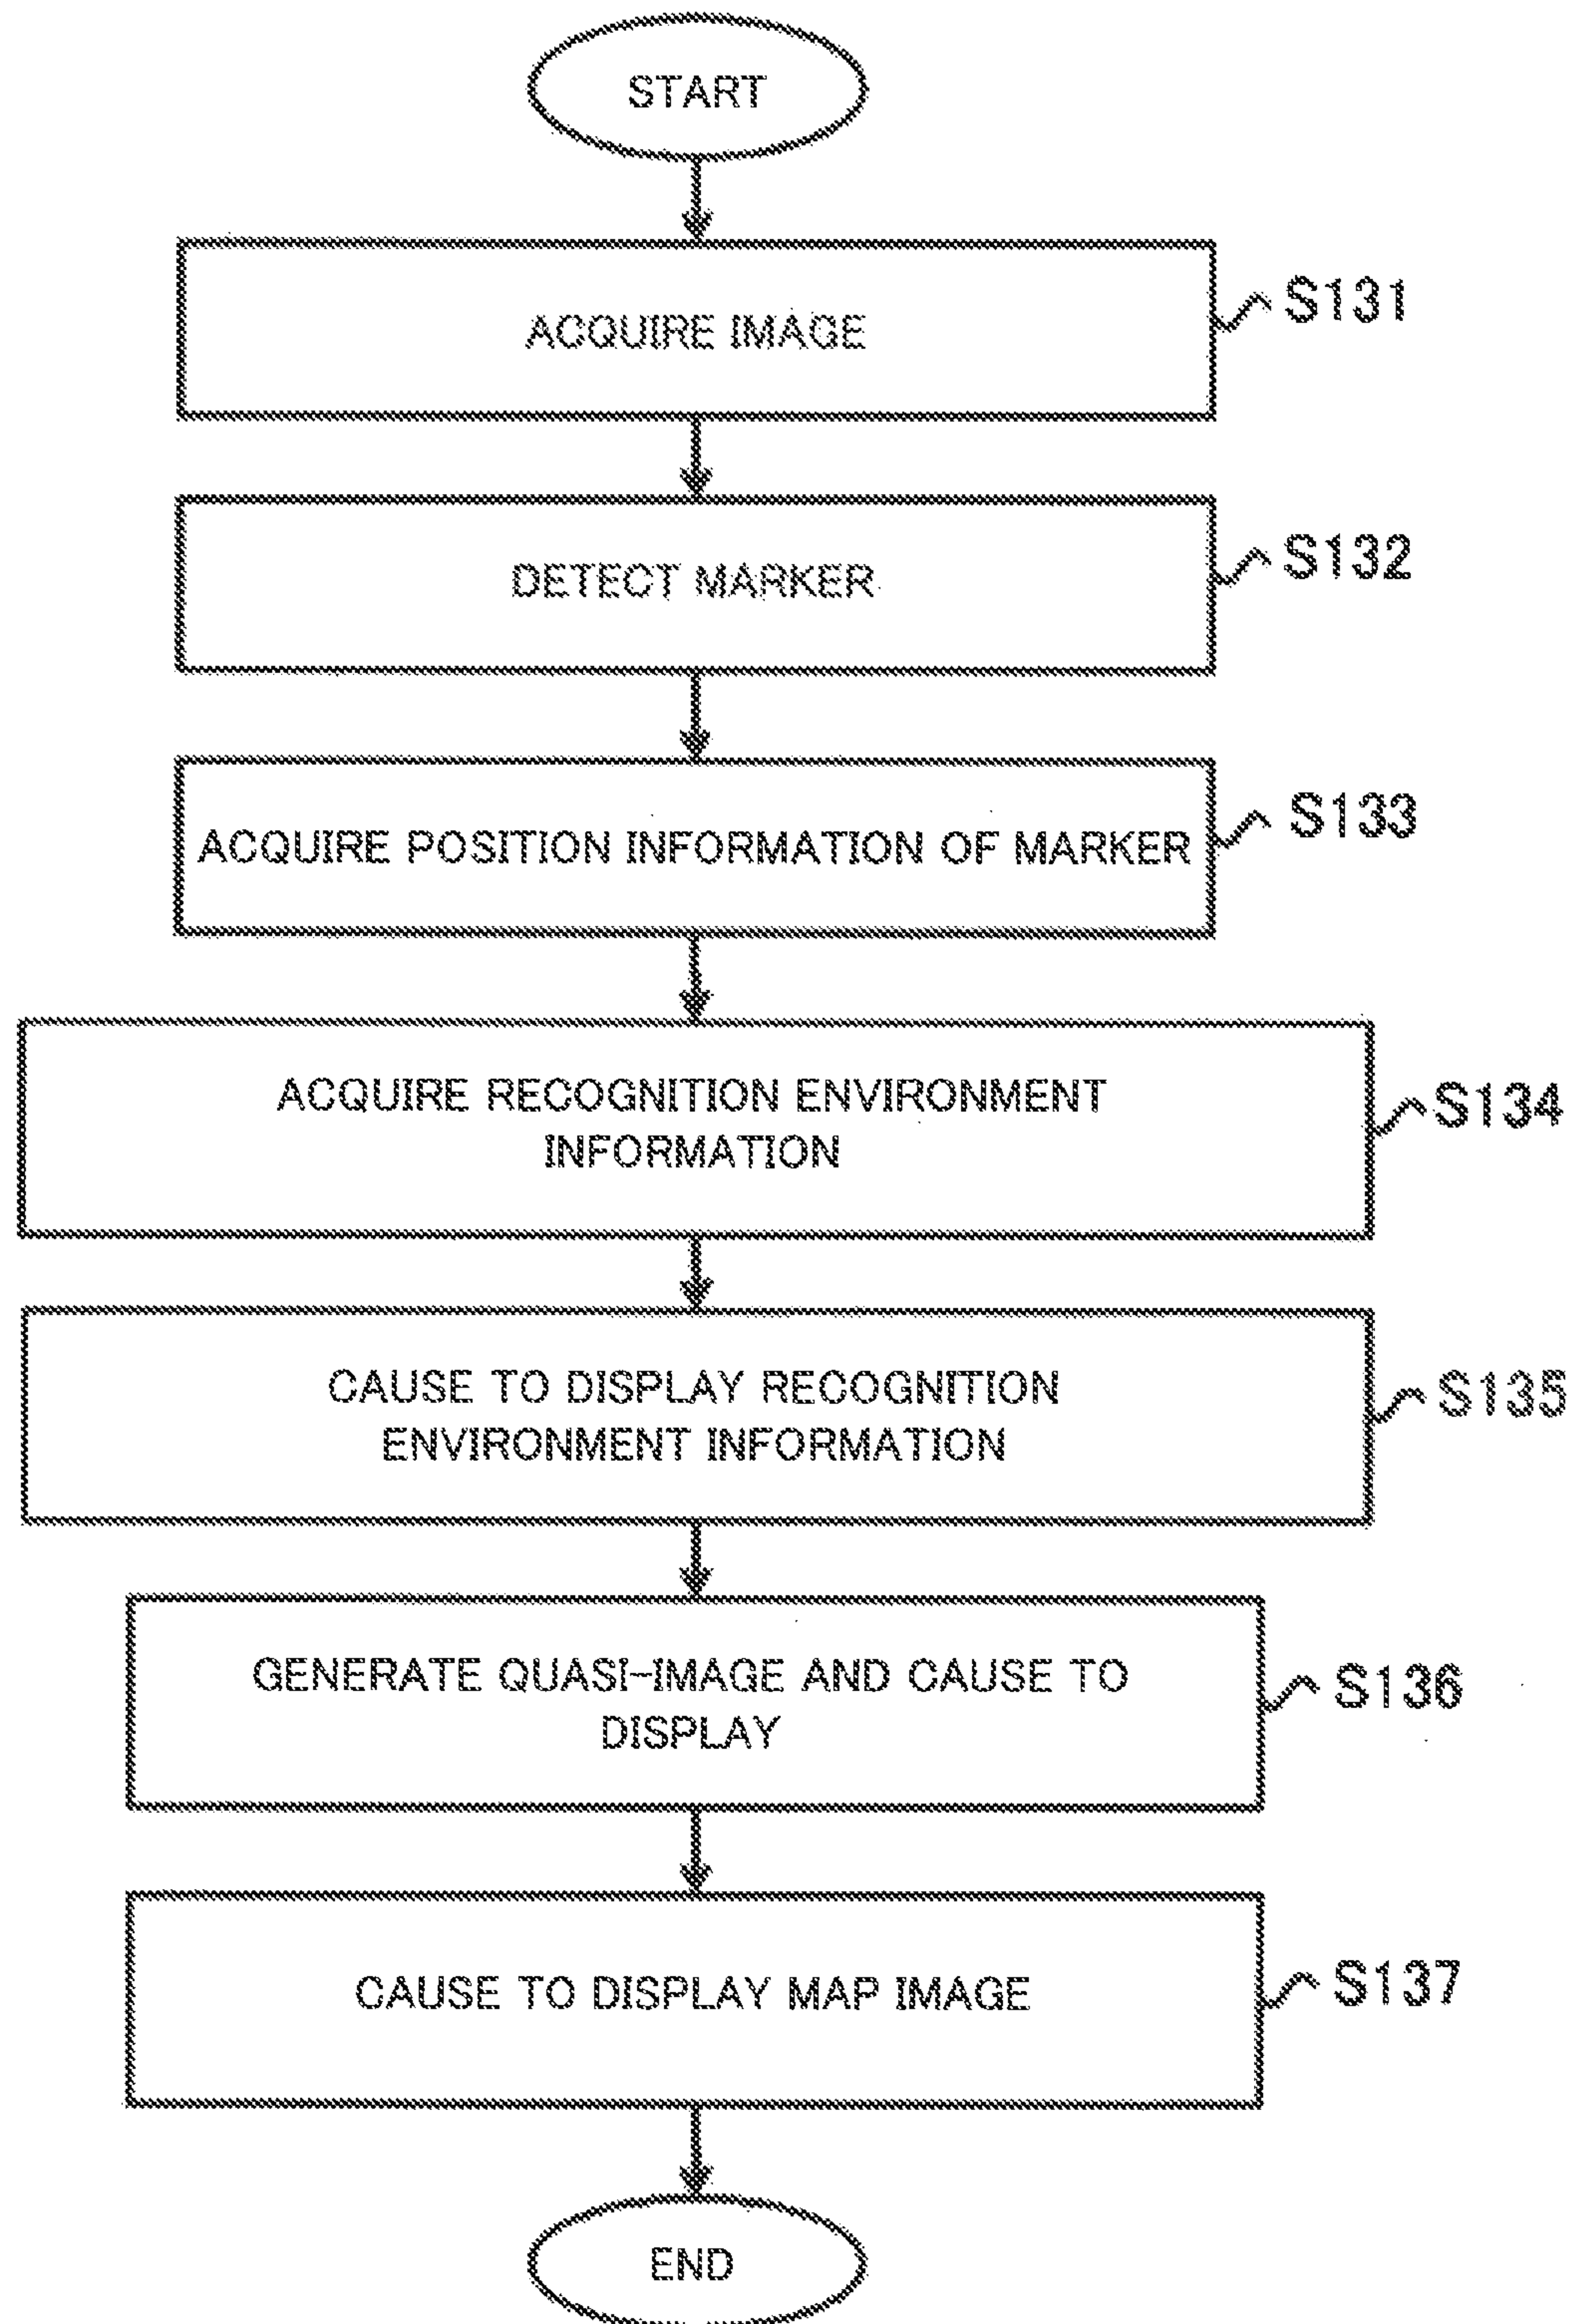 START
ACQUIRE IMAGE
S131
DETECT MARKER
S132
ACQUIRE POSITION INFORMATION OF MARKER
S133
ACQUIRE RECOGNITION ENVIRONMENT
INFORMATION
S134
CAUSE TO DISPLAY RECOGNITION
ENVIRONMENT INFORMATION
S135
GENERATE QUASI-IMAGE AND CAUSE TO
DISPLAY
S136
CAUSE TO DISPLAY MAP IMAGE
S137
END